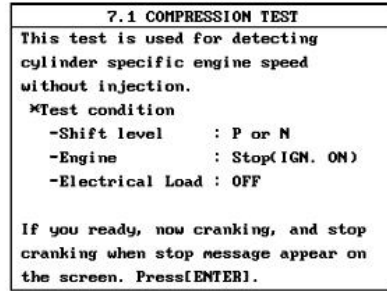 7.1 COMPRESSION TEST
This test is used for detecting
cylinder specific engine speed
without injection.
*Test condition
-Shift level : P or N
-Engine : Stop(IGN. ON)
-Electrical Load : OFF
If you ready, now cranking, and stop
cranking when stop message appear on
the screen. Press[ENTER].